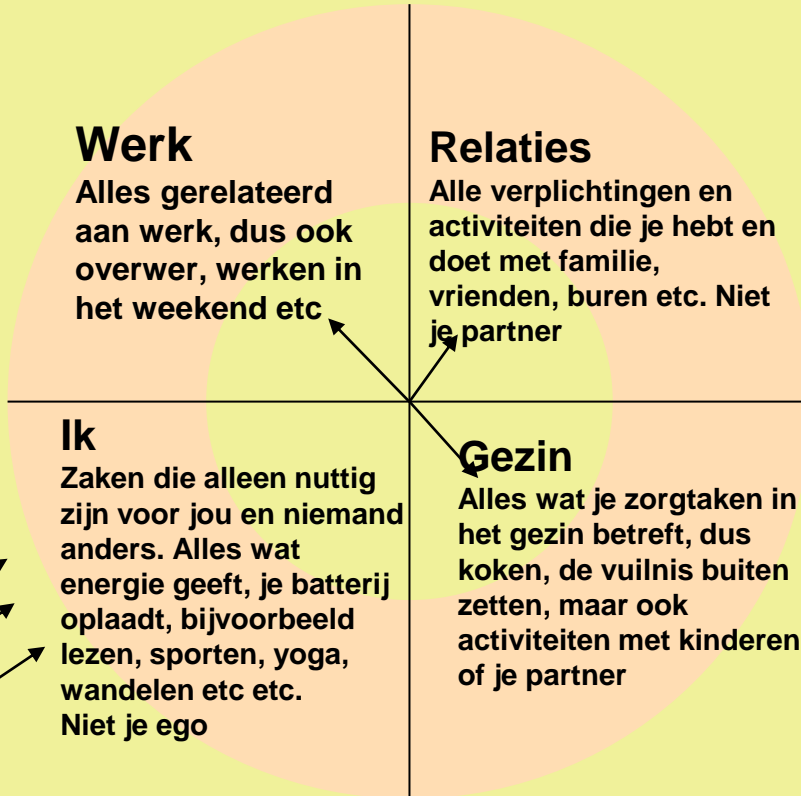 Werk
Alles gerelateerd
aan werk, dus ook
overwer, werken in
het weekend etc
Relaties
Alle verplichtingen en
activiteiten die je hebt en
doet met familie,
vrienden, buren etc. Niet
je partner
Ik
Zaken die alleen nuttig
zijn voor jou en niemand
anders. Alles wat
energie geeft, je batterij
oplaadt, bijvoorbeeld
lezen, sporten, yoga,
wandelen etc etc.
Niet je ego
Gezin
Alles wat je zorgtaken in
het gezin betreft, dus
koken, de vuilnis buiten
zetten, maar ook
activiteiten met kinderen
of je partner